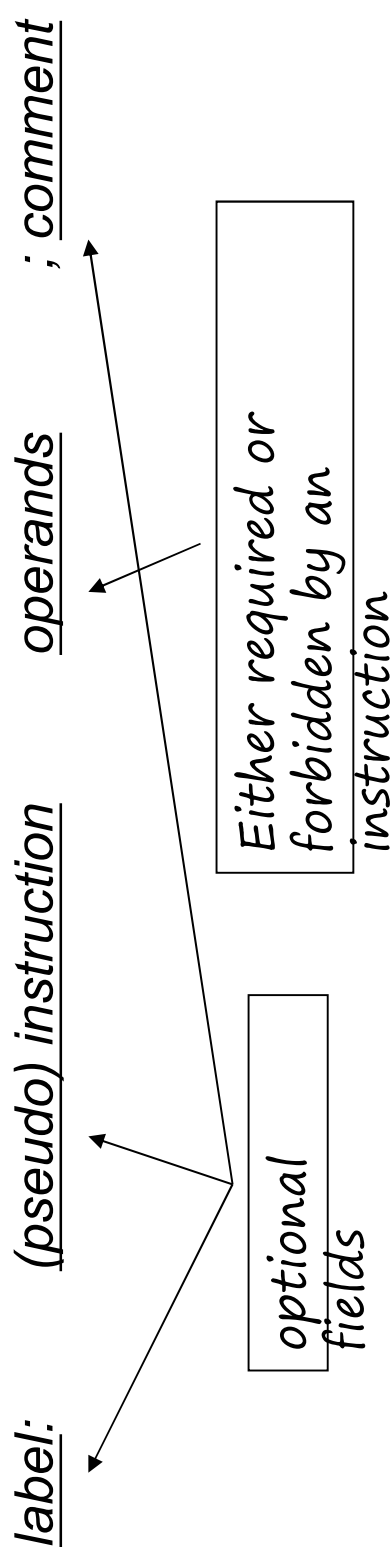 label: (pseudo) instruction operands ; comment
optional
fields
Either required or
forbidden by an
instruction